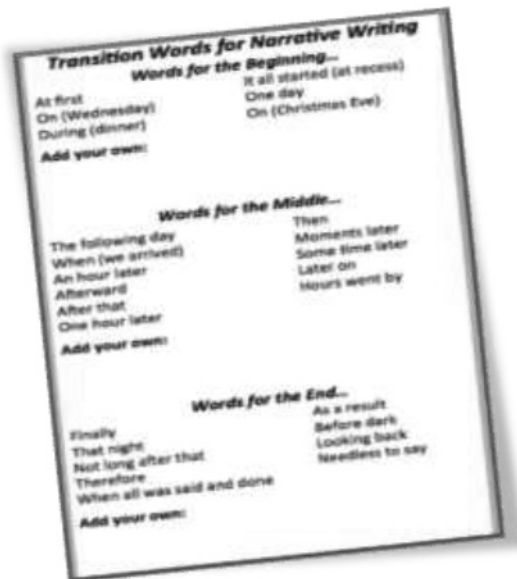 Transition Words for Narrative Writing
Words for the Beginning...
At first
On (Wednesday)
During (dinner)
It all started (at recess)
One day
On (Christmas Eve)
Add your own:
Words for the Middle...
The following day
When (we arrived)
An hour later
Afterward
After that
One hour later
Then
Moments later
Some time later
Later on
Hours went by
Add your own:
Words for the End...
Finally
That night
Not long after that
Therefore
When all was said and done
As a result
Before dark
Looking back
Needless to say
Add your own: